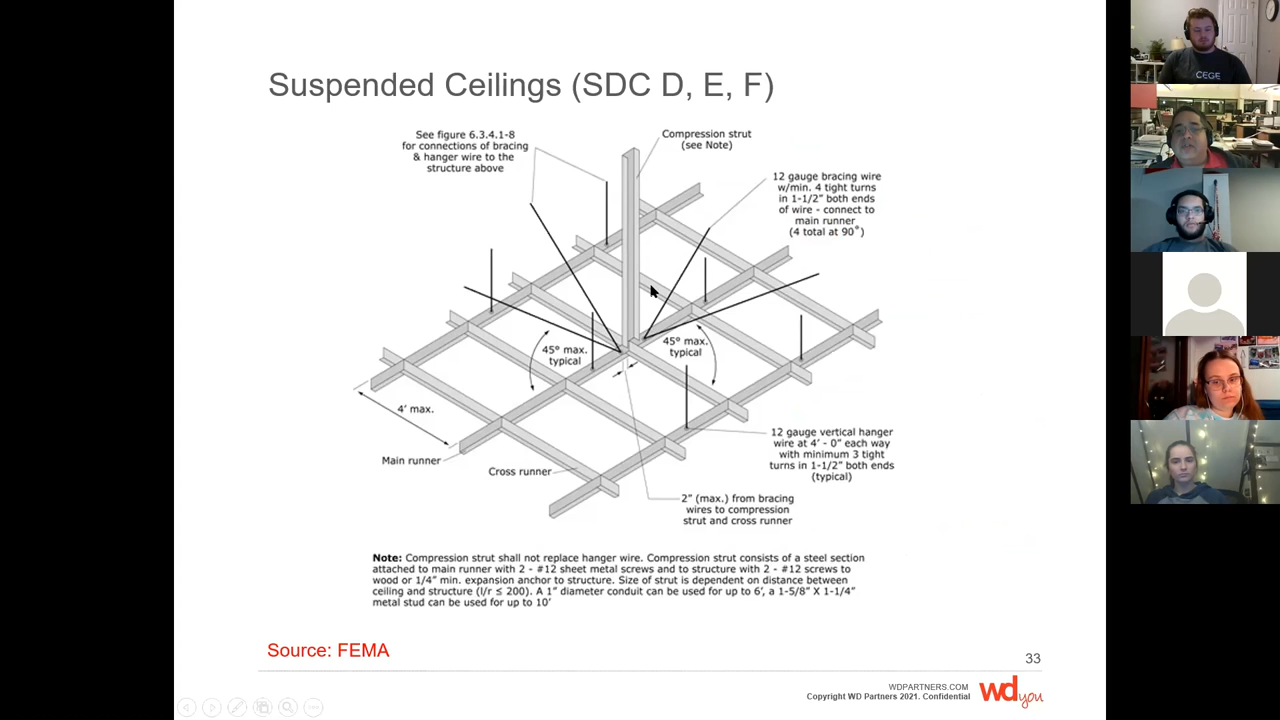 Suspended Ceilings (SDC D, E, F)
See figure 6.3.4.1-8
for connections of bracing
& hanger wire to the
structure above
Compression strut
(see Note)
12 gauge bracing wire
w/min. 4 tight turns
in 1-1/2" both ends
of wire - connect to
main runner
(4 total at 90°)
45° max.
typical
45° max.
typical
4' max.
Main runner
Cross runner
12 gauge vertical hanger
wire at 4' - 0" each way
with minimum 3 tight
turns in 1-1/2" both ends
(typical)
2" (max.) from bracing
wires to compression
strut and cross runner
Note: Compression strut shall not replace hanger wire. Compression strut consists of a steel section
attached to main runner with 2 - #12 sheet metal screws and to structure with 2 - #12 screws to
wood or 1/4" min. expansion anchor to structure. Size of strut is dependent on distance between
ceiling and structure (l/r ≤ 200). A 1" diameter conduit can be used for up to 6', a 1-5/8" X 1-1/4"
metal stud can be used for up to 10'
Source: FEMA
33
WDPARTNERS.COM
Copyright WD Partners 2021. Confidential
wd you
CEGE